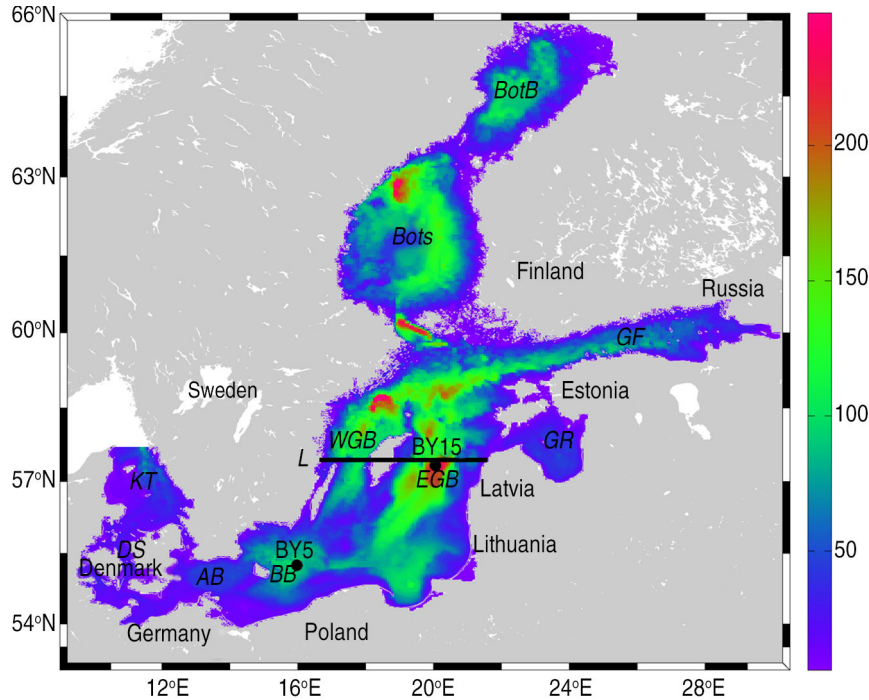 66°N
63°N
60°N
57°N
54°N
12°E
16°E
20°E
24°E
28°E
200
150
100
50
BotB
Bots
Finland
Russia
GF
Sweden
Estonia
WGB
BY15
GR
L
EGB
KT
Latvia
DS
BY5
Lithuania
Denmark
AB
BB
Germany
Poland